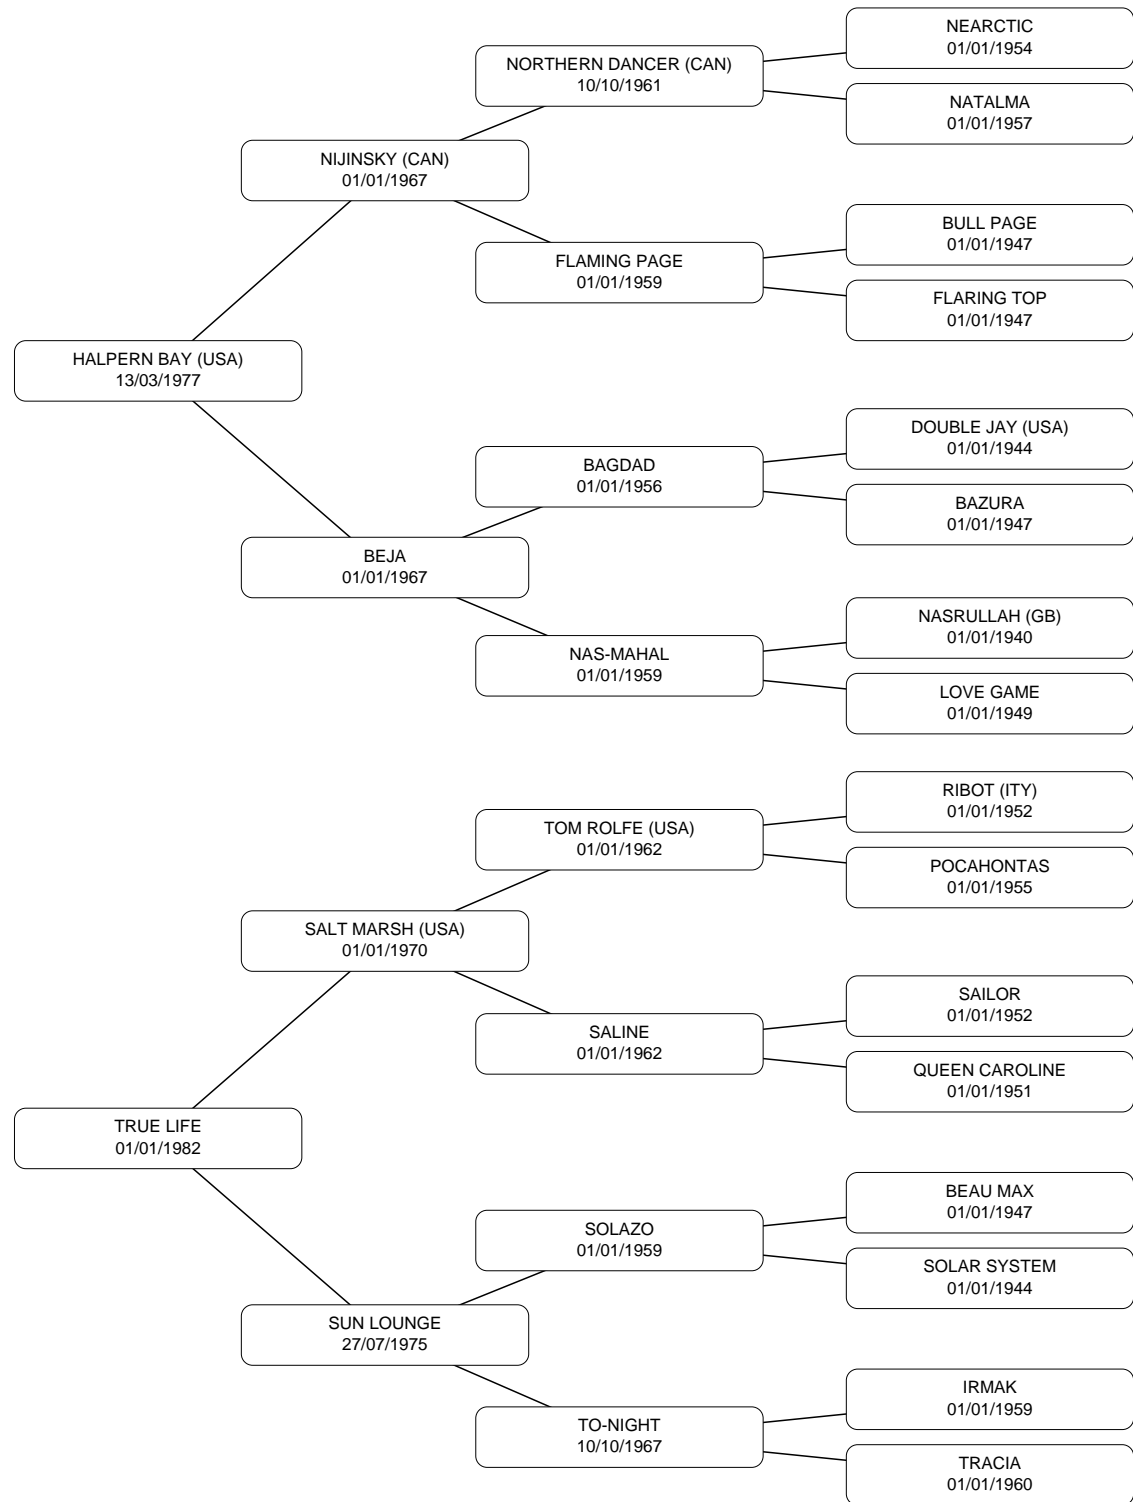 NEARCTIC
01/01/1954
NORTHERN DANCER (CAN)
10/10/1961
NATALMA
01/01/1957
NIJINSKY (CAN)
01/01/1967
BULL PAGE
01/01/1947
FLAMING PAGE
01/01/1959
FLARING TOP
01/01/1947
HALPERN BAY (USA)
13/03/1977
DOUBLE JAY (USA)
01/01/1944
BAGDAD
01/01/1956
BAZURA
01/01/1947
BEJA
01/01/1967
NASRULLAH (GB)
01/01/1940
NAS-MAHAL
01/01/1959
LOVE GAME
01/01/1949
RIBOT (ITY)
01/01/1952
TOM ROLFE (USA)
01/01/1962
POCAHONTAS
01/01/1955
SALT MARSH (USA)
01/01/1970
SAILOR
01/01/1952
SALINE
01/01/1962
QUEEN CAROLINE
01/01/1951
TRUE LIFE
01/01/1982
BEAU MAX
01/01/1947
SOLAZO
01/01/1959
SOLAR SYSTEM
01/01/1944
SUN LOUNGE
27/07/1975
IRMAK
01/01/1959
TO-NIGHT
10/10/1967
TRACIA
01/01/1960